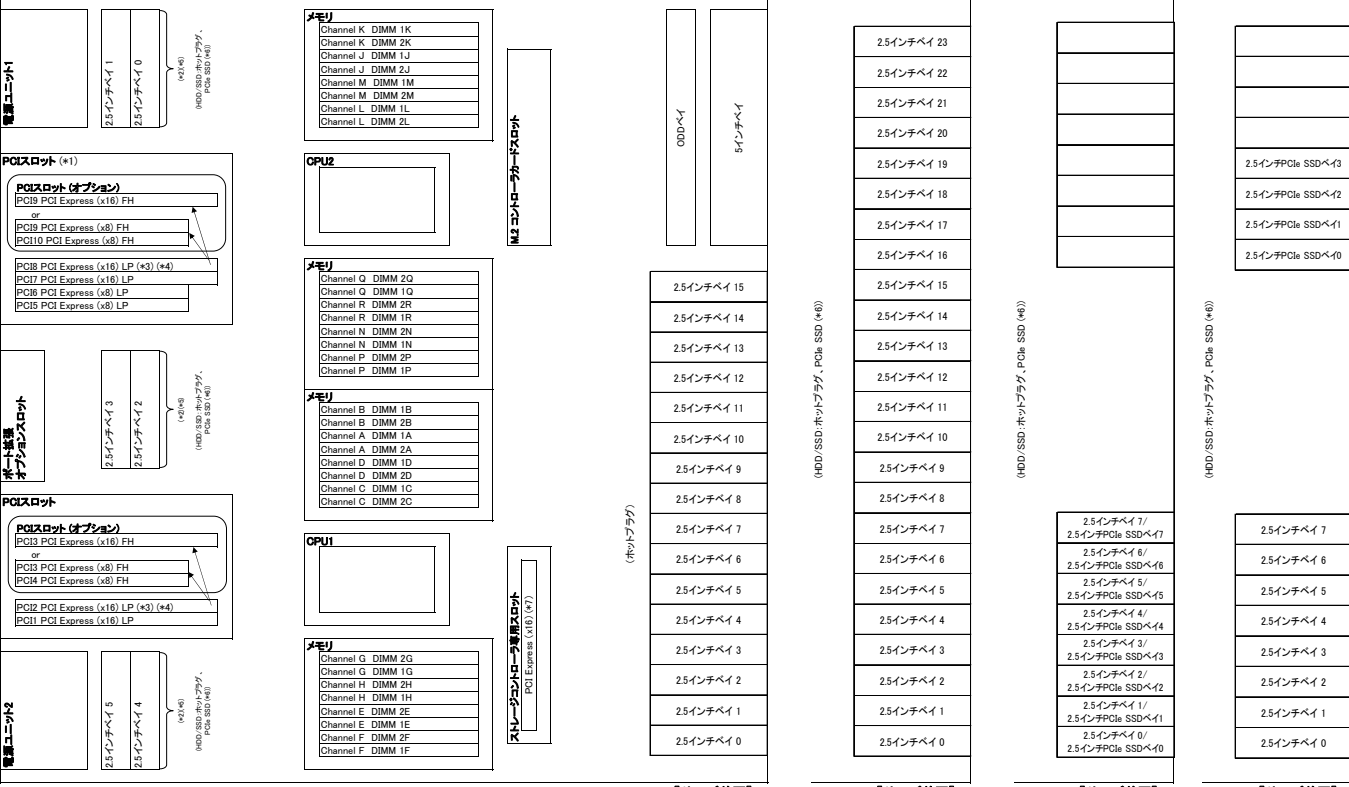 電源ユニット1
2.5インチベイ 1
2.5インチベイ 0
(*2)(*5)
(HDD/SSD:ホットプラグ、
PCIe SSD (*6))
PCIスロット (*1)
PCIスロット (オプション)
PCI9 PCI Express (x16) FH
or
PCI9 PCI Express (x8) FH
PCI10 PCI Express (x8) FH
PCI8 PCI Express (x16) LP (*3) (*4)
PCI7 PCI Express (x16) LP
PCI6 PCI Express (x8) LP
PCI5 PCI Express (x8) LP
ポート拡張
オプションスロット
2.5インチベイ 3
2.5インチベイ 2
(*2)(*5)
(HDD/SSD:ホットプラグ、
PCIe SSD (*6))
PCIスロット
PCIスロット (オプション)
PCI3 PCI Express (x16) FH
or
PCI3 PCI Express (x8) FH
PCI4 PCI Express (x8) FH
PCI2 PCI Express (x16) LP (*3) (*4)
PCI1 PCI Express (x16) LP
電源ユニット2
2.5インチベイ 5
2.5インチベイ 4
(*2)(*5)
(HDD/SSD:ホットプラグ、
PCIe SSD (*6))
メモリ
Channel K DIMM 1K
Channel K DIMM 2K
Channel J DIMM 1J
Channel J DIMM 2J
Channel M DIMM 1M
Channel M DIMM 2M
Channel L DIMM 1L
Channel L DIMM 2L
CPU2
メモリ
Channel Q DIMM 2Q
Channel Q DIMM 1Q
Channel R DIMM 2R
Channel R DIMM 1R
Channel N DIMM 2N
Channel N DIMM 1N
Channel P DIMM 2P
Channel P DIMM 1P
メモリ
Channel B DIMM 1B
Channel B DIMM 2B
Channel A DIMM 1A
Channel A DIMM 2A
Channel D DIMM 1D
Channel D DIMM 2D
Channel C DIMM 1C
Channel C DIMM 2C
CPU1
メモリ
Channel G DIMM 2G
Channel G DIMM 1G
Channel H DIMM 2H
Channel H DIMM 1H
Channel E DIMM 2E
Channel E DIMM 1E
Channel F DIMM 2F
Channel F DIMM 1F
M.2 コントローラカードスロット
ストレージコントローラ専用スロット
PCI Express (x16) (*7)
ODDベイ
5インチベイ
(ホットプラグ)
2.5インチベイ 15
2.5インチベイ 14
2.5インチベイ 13
2.5インチベイ 12
2.5インチベイ 11
2.5インチベイ 10
2.5インチベイ 9
2.5インチベイ 8
2.5インチベイ 7
2.5インチベイ 6
2.5インチベイ 5
2.5インチベイ 4
2.5インチベイ 3
2.5インチベイ 2
2.5インチベイ 1
2.5インチベイ 0
(HDD/SSD:ホットプラグ、PCIe SSD (*6))
2.5インチベイ 23
2.5インチベイ 22
2.5インチベイ 21
2.5インチベイ 20
2.5インチベイ 19
2.5インチベイ 18
2.5インチベイ 17
2.5インチベイ 16
2.5インチベイ 15
2.5インチベイ 14
2.5インチベイ 13
2.5インチベイ 12
2.5インチベイ 11
2.5インチベイ 10
2.5インチベイ 9
2.5インチベイ 8
2.5インチベイ 7
2.5インチベイ 6
2.5インチベイ 5
2.5インチベイ 4
2.5インチベイ 3
2.5インチベイ 2
2.5インチベイ 1
2.5インチベイ 0
(HDD/SSD:ホットプラグ、PCIe SSD (*6))
2.5インチベイ 7/
2.5インチPCIe SSDベイ7
2.5インチベイ 6/
2.5インチPCIe SSDベイ6
2.5インチベイ 5/
2.5インチPCIe SSDベイ5
2.5インチベイ 4/
2.5インチPCIe SSDベイ4
2.5インチベイ 3/
2.5インチPCIe SSDベイ3
2.5インチベイ 2/
2.5インチPCIe SSDベイ2
2.5インチベイ 1/
2.5インチPCIe SSDベイ1
2.5インチベイ 0/
2.5インチPCIe SSDベイ0
(HDD/SSD:ホットプラグ、PCIe SSD (*6))
2.5インチPCIe SSDベイ3
2.5インチPCIe SSDベイ2
2.5インチPCIe SSDベイ1
2.5インチPCIe SSDベイ0
2.5インチベイ 7
2.5インチベイ 6
2.5インチベイ 5
2.5インチベイ 4
2.5インチベイ 3
2.5インチベイ 2
2.5インチベイ 1
2.5インチベイ 0